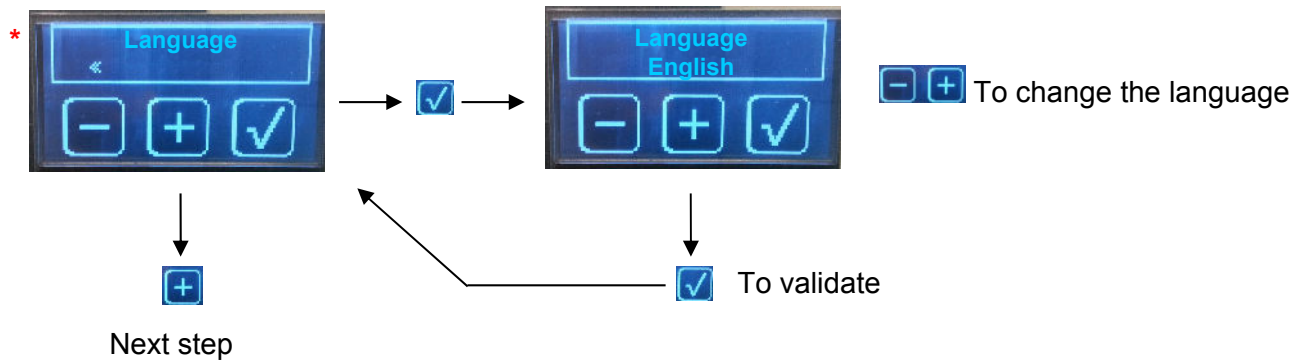 *
Language
«
Language
English
To change the language
To validate
Next step